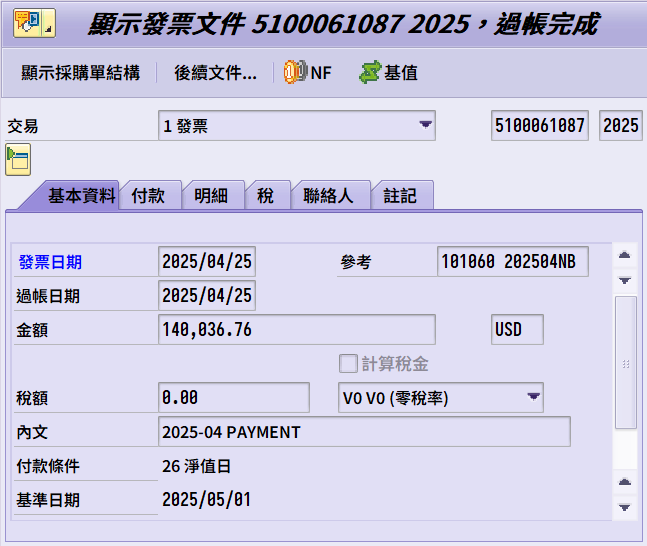 顯示發票文件 5100061087 2025，過帳完成
顯示採購單結構 後續文件... NF 基值
交易 1 發票 5100061087 2025
基本資料 付款 明細 稅 聯絡人 註記
發票日期 2025/04/25 參考 101060 202504NB
過帳日期 2025/04/25
金額 140,036.76 USD
計算稅金
稅額 0.00 V0 V0 (零稅率)
內文 2025-04 PAYMENT
付款條件 26 淨值日
基準日期 2025/05/01